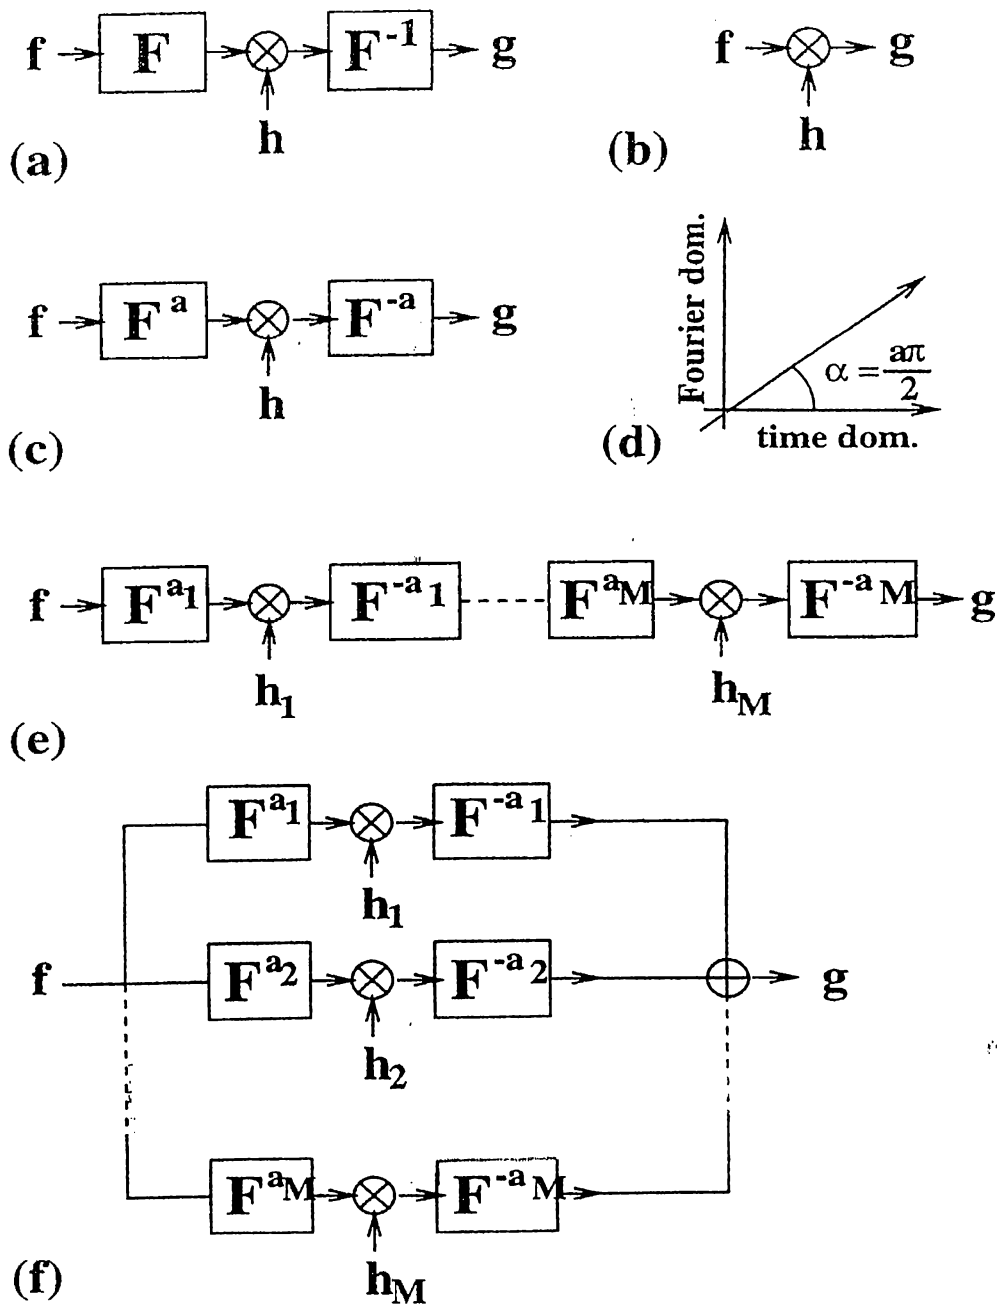 f F F⁻¹ g
h
(a)
f g
h
(b)
f Fᵃ F⁻ᵃ g
h
(c)
Fourier dom.
α = aπ/2
time dom.
(d)
f Fᵃ1 F⁻ᵃ1 FᵃM F⁻ᵃM g
h₁ hM
(e)
Fᵃ1 F⁻ᵃ1
h₁
f Fᵃ2 F⁻ᵃ2 g
h₂
FᵃM F⁻ᵃM
hM
(f)